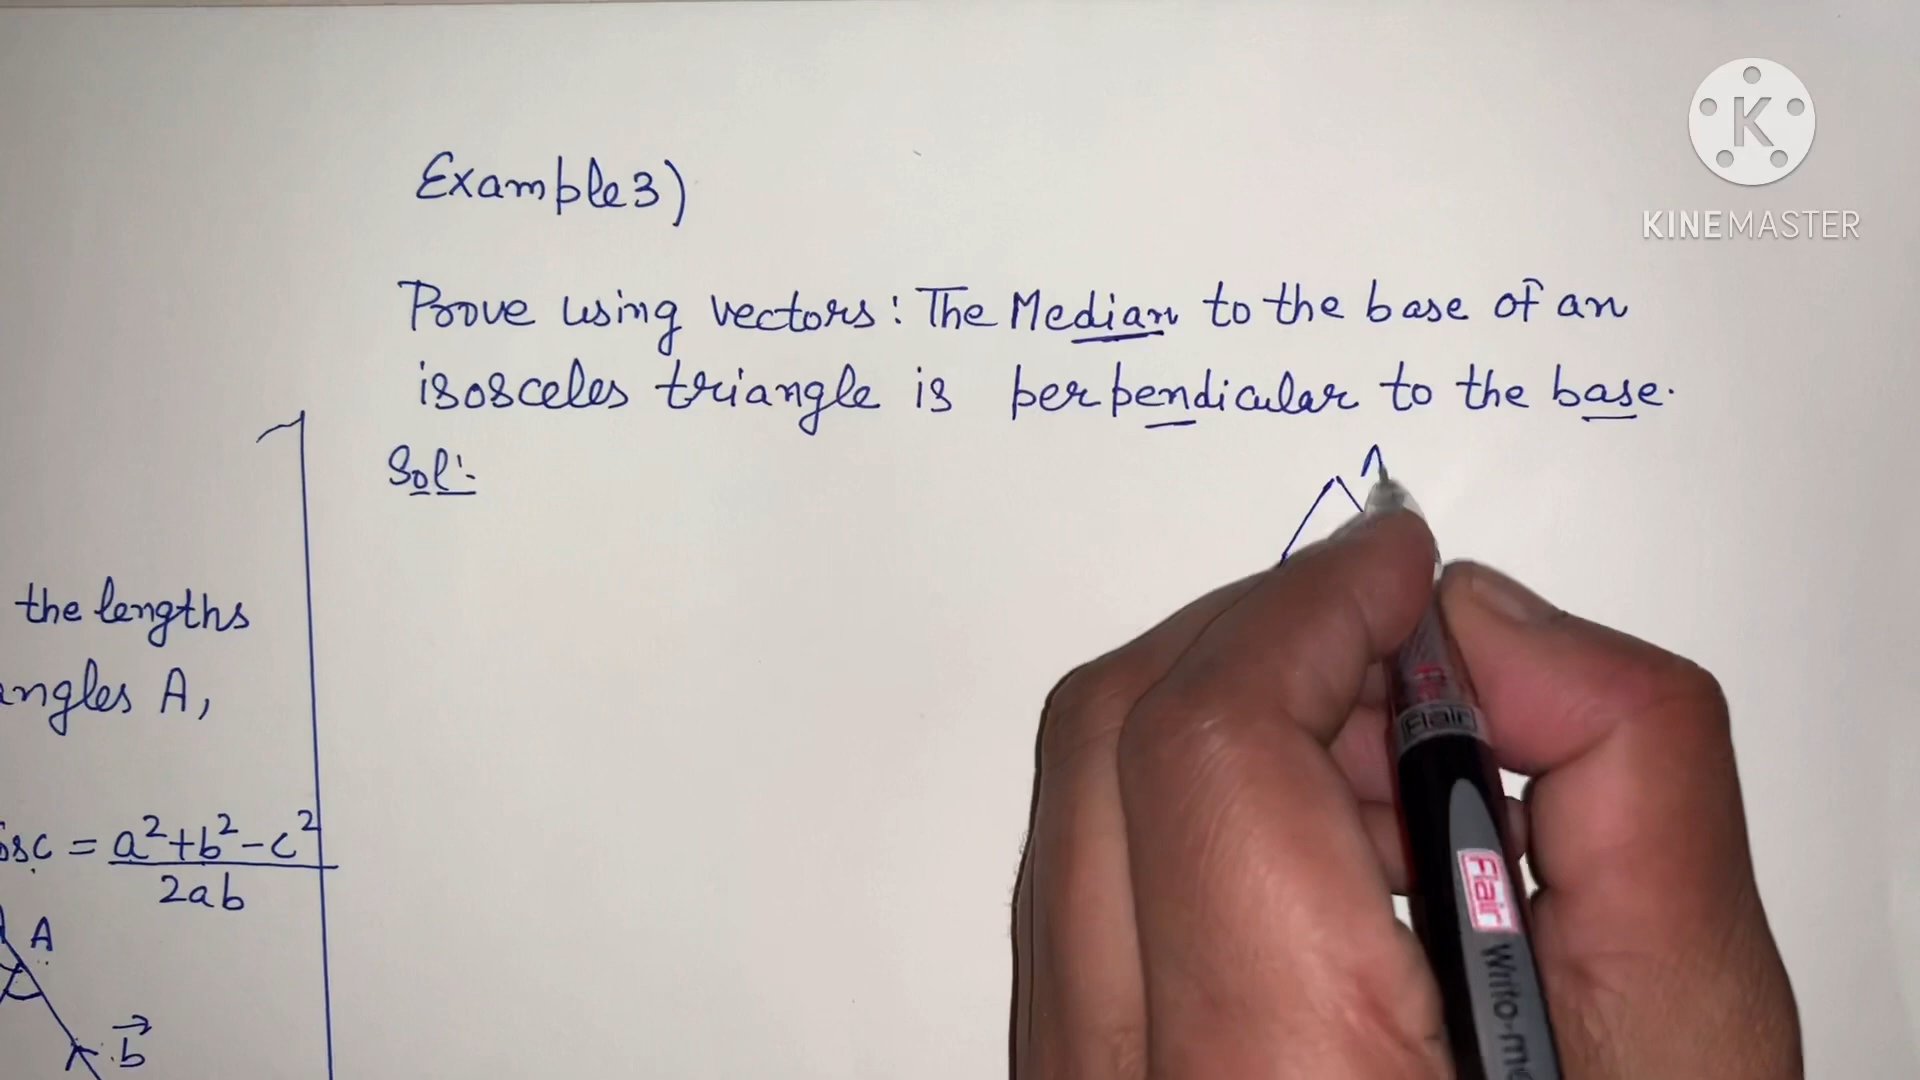 Example 3)
Prove using vectors: The Median to the base of an
isosceles triangle is perpendicular to the base.
Sol:
the lengths
angles A,
= a²+b²-c²
2ab
A
b
K
KINEMASTER
Flair
Flair